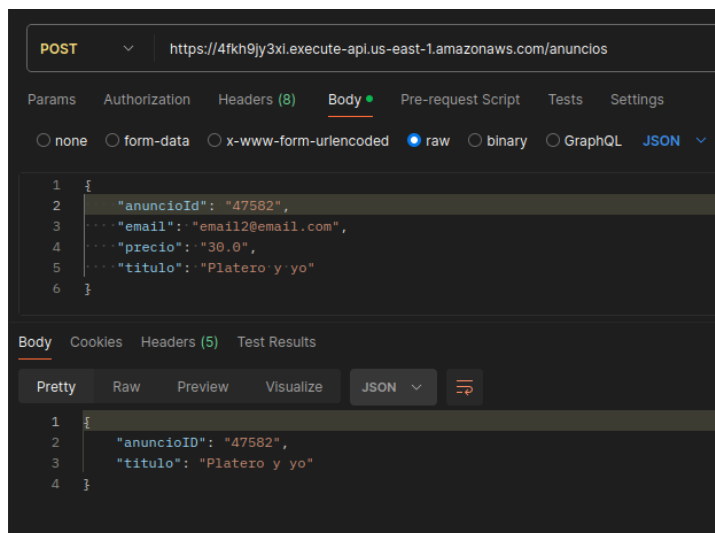 POST https://4fkh9jy3xi.execute-api.us-east-1.amazonaws.com/anuncios
Params Authorization Headers (8) Body Pre-request Script Tests Settings
none form-data x-www-form-urlencoded raw binary GraphQL JSON
1 {
2 "anuncioId": "47582",
3 "email": "email2@email.com",
4 "precio": "30.0",
5 "titulo": "Platero y yo"
6 }
Body Cookies Headers (5) Test Results
Pretty Raw Preview Visualize JSON
1 {
2 "anuncioID": "47582",
3 "titulo": "Platero y yo"
4 }